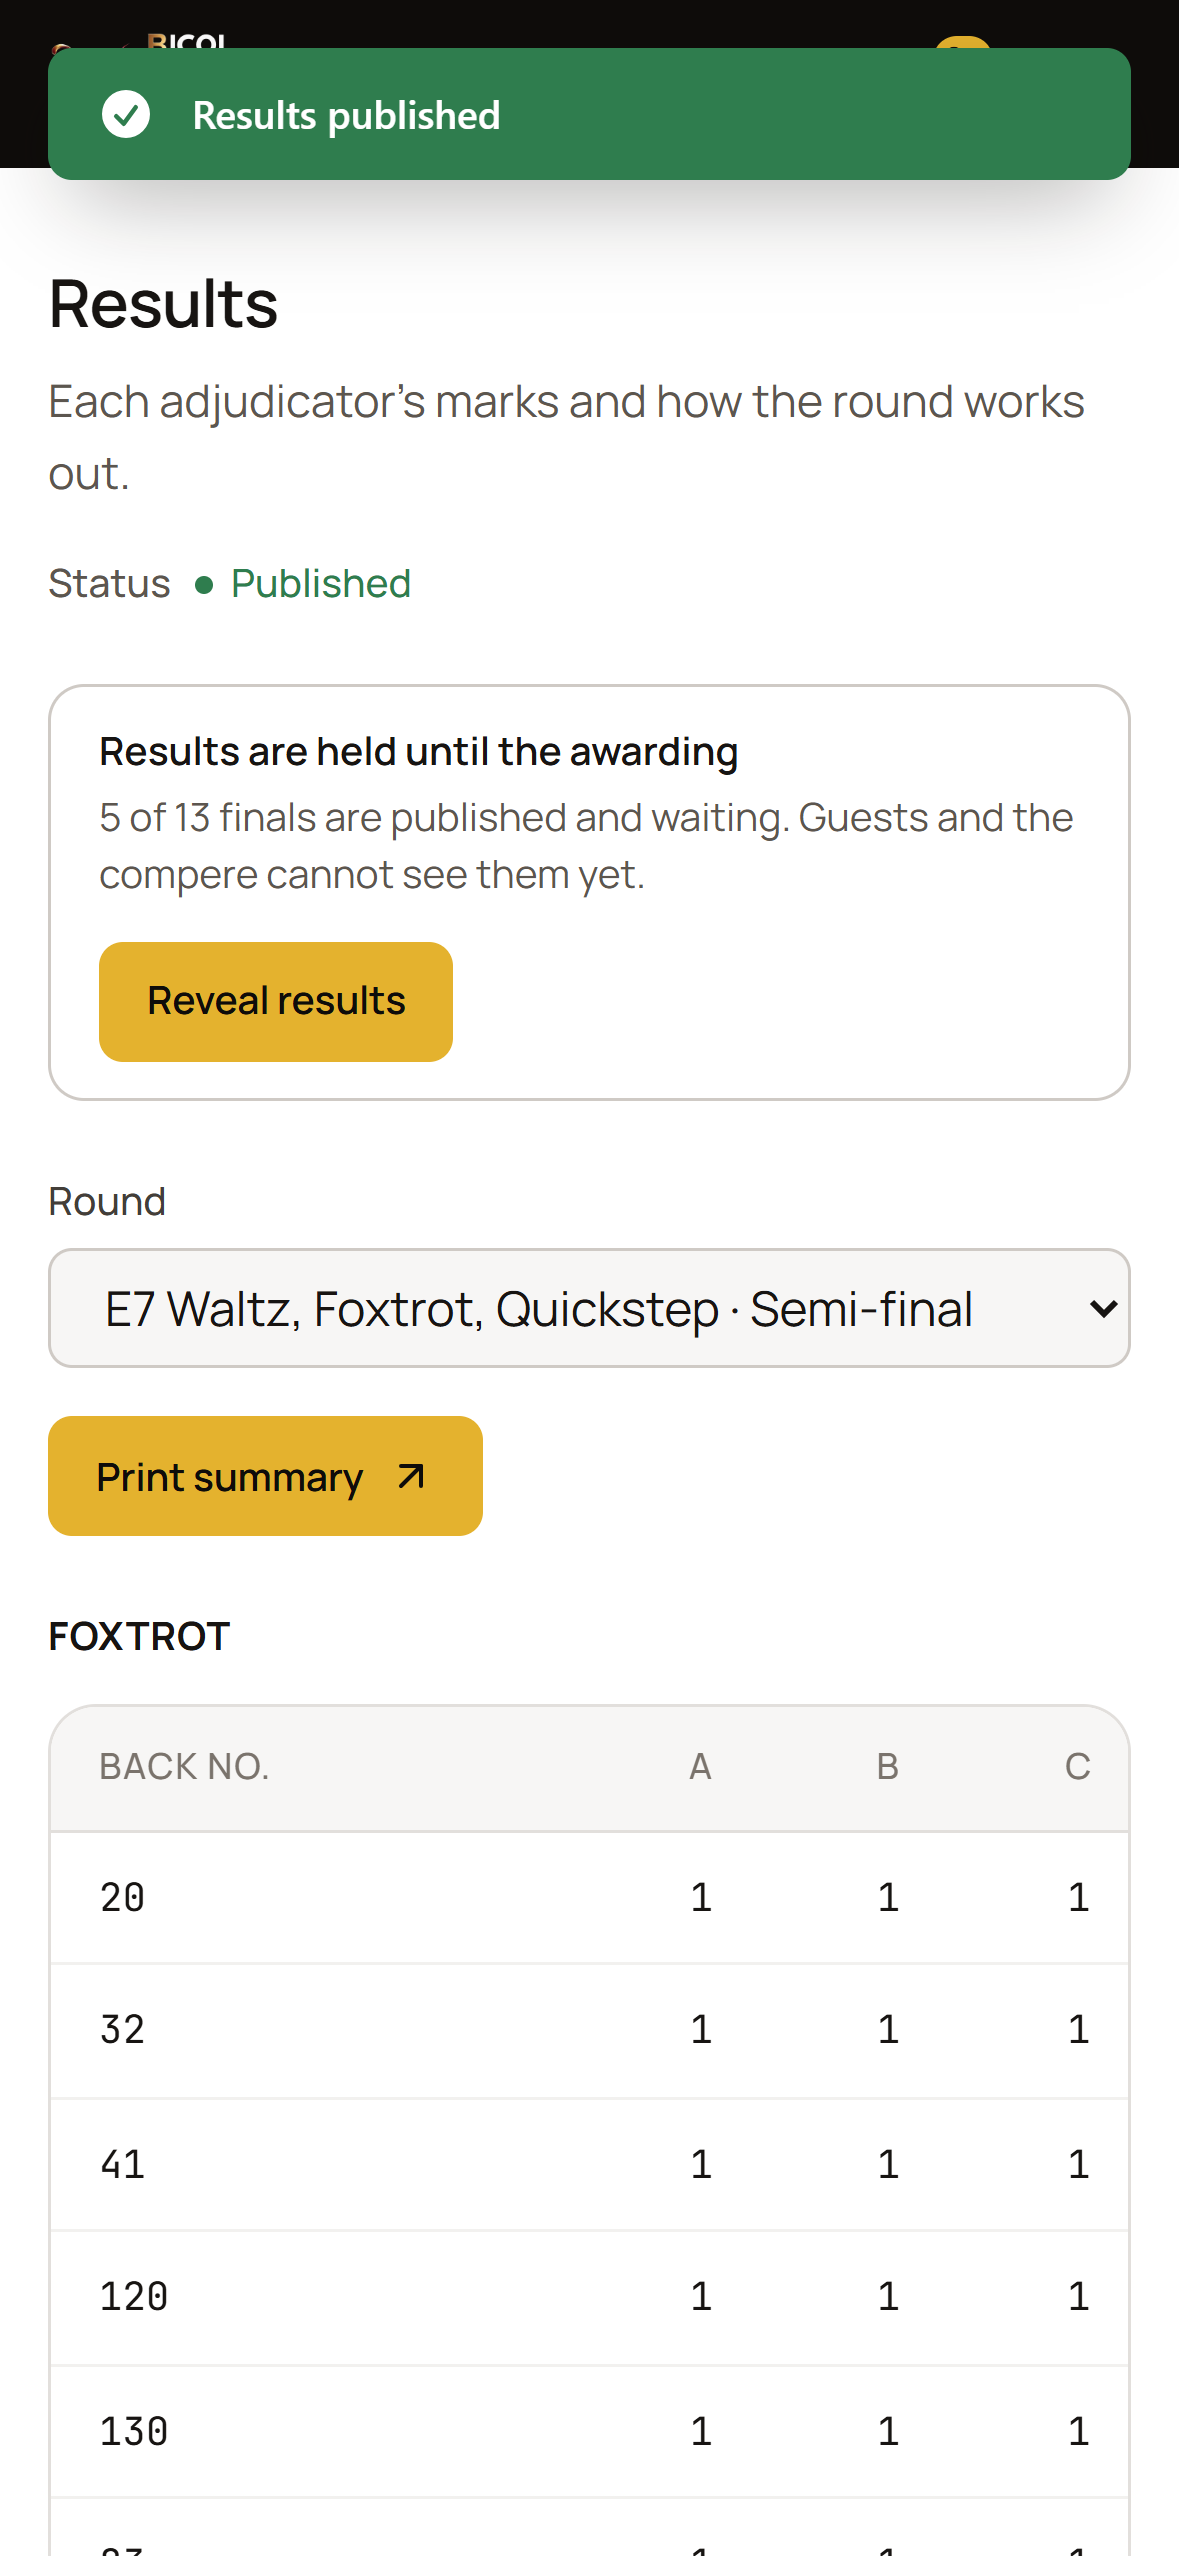 BICOL
Results published
Results
Each adjudicator’s marks and how the round works
out.
Status • Published
Results are held until the awarding
5 of 13 finals are published and waiting. Guests and the
compere cannot see them yet.
Reveal results
Round
E7 Waltz, Foxtrot, Quickstep · Semi-final
Print summary
FOXTROT
BACK NO. A B C
20 1 1 1
32 1 1 1
41 1 1 1
120 1 1 1
130 1 1 1